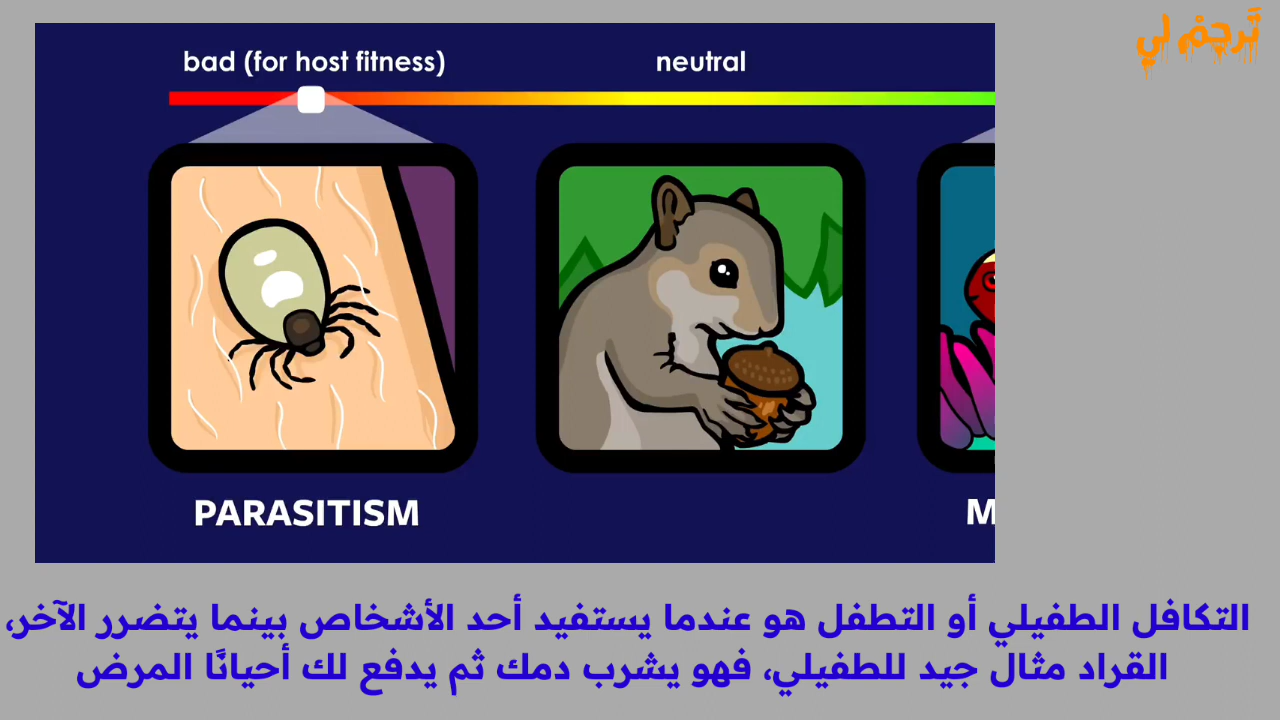 تَرجِمْ لي
bad (for host fitness)
neutral
PARASITISM
M
التكافل الطفيلي أو التطفل هو عندما يستفيد أحد الأشخاص بينما يتضرر الآخر،
القراد مثال جيد للطفيلي، فهو يشرب دمك ثم يدفع لك أحيانًا المرض